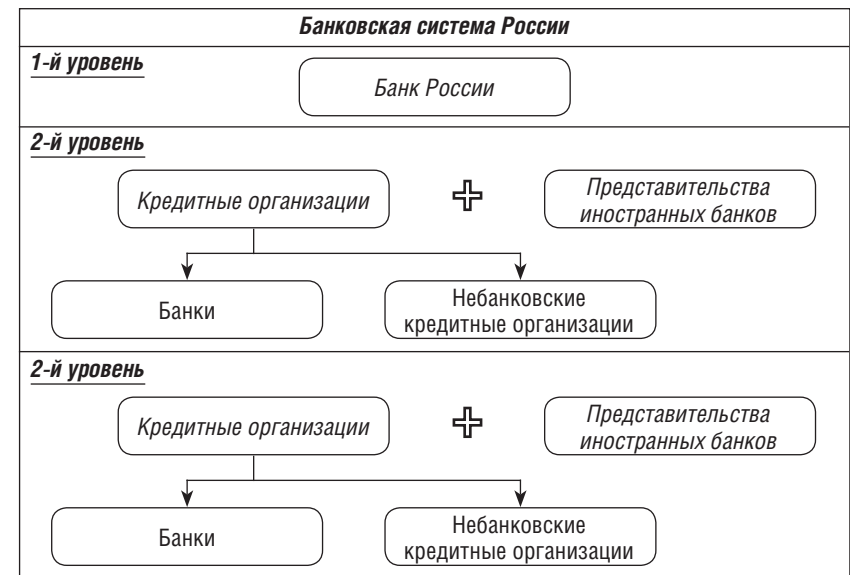 Банковская система России
1-й уровень
Банк России
2-й уровень
Кредитные организации
Представительства
иностранных банков
Банки
Небанковские
кредитные организации
2-й уровень
Кредитные организации
Представительства
иностранных банков
Банки
Небанковские
кредитные организации